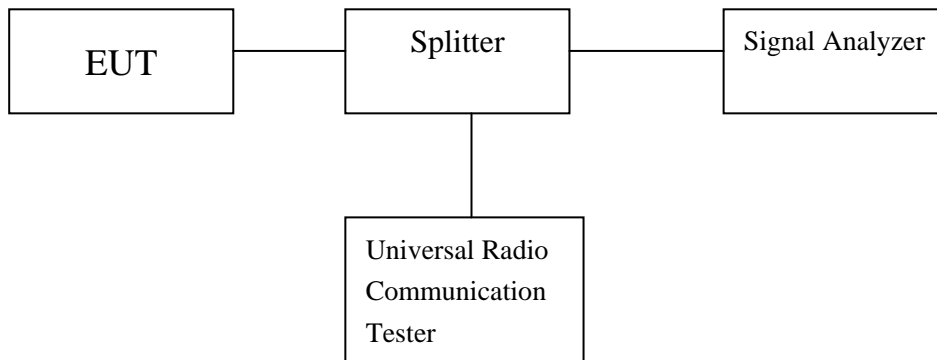 EUT
Splitter
Signal Analyzer
Universal Radio
Communication
Tester